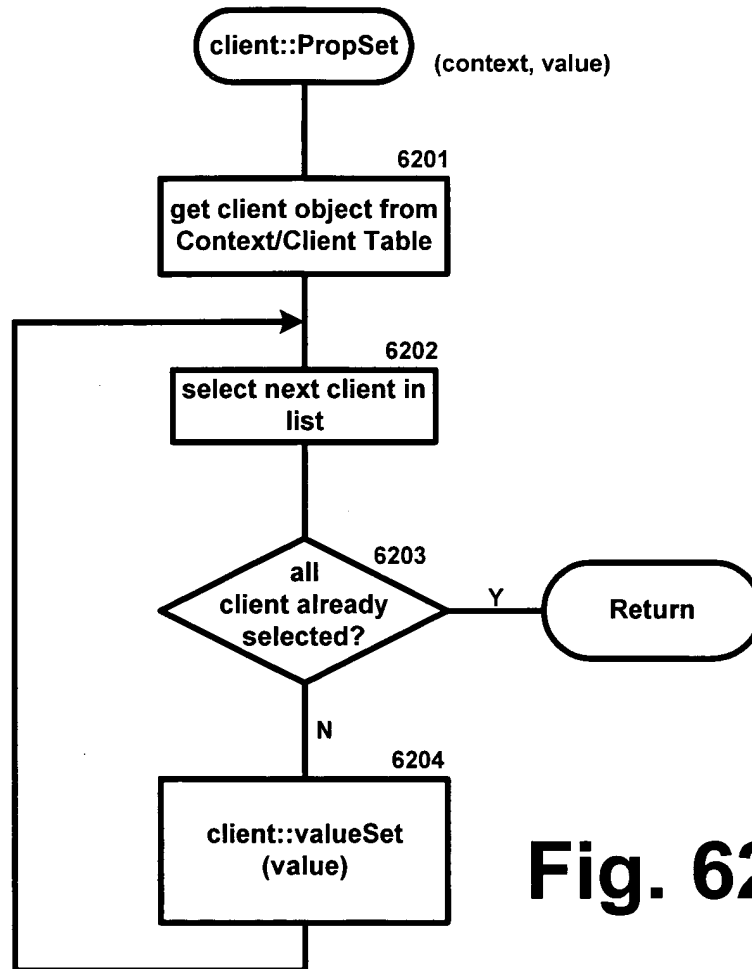 client::PropSet
(context, value)
6201
get client object from
Context/Client Table
6202
select next client in
list
6203
all
client already
selected?
Y
Return
N
6204
client::valueSet
(value)
Fig. 62